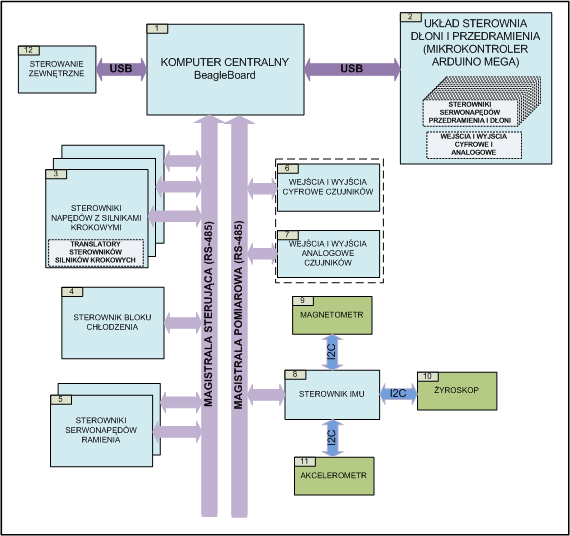 1
KOMPUTER CENTRALNY
BeagleBoard
2
UKŁAD STEROWNIA
DŁONI I PRZEDRAMIENIA
(MIKROKONTROLER
ARDUINO MEGA)
STEROWNIKI
SERWONAPĘDÓW
PRZEDRAMIENIA I DŁONI
WEJŚCIA I WYJŚCIA
CYFROWE I
ANALOGOWE
12
STEROWANIE
ZEWNĘTRZNE
USB
USB
3
STEROWNIKI
NAPĘDÓW Z SILNIKAMI
KROKOWYMI
TRANSLATORY
STEROWNIKÓW
SILNIKÓW KROKOWYCH
4
STEROWNIK BLOKU
CHŁODZENIA
5
STEROWNIKI
SERWONAPĘDÓW
RAMIENIA
MAGISTRALA STERUJĄCA (RS-485)
MAGISTRALA POMIAROWA (RS-485)
6
WEJŚCIA I WYJŚCIA
CYFROWE CZUJNIKÓW
7
WEJŚCIA I WYJŚCIA
ANALOGOWE
CZUJNIKÓW
9
MAGNETOMETR
I2C
8
STEROWNIK IMU
I2C
10
ŻYROSKOP
I2C
11
AKCELEROMETR